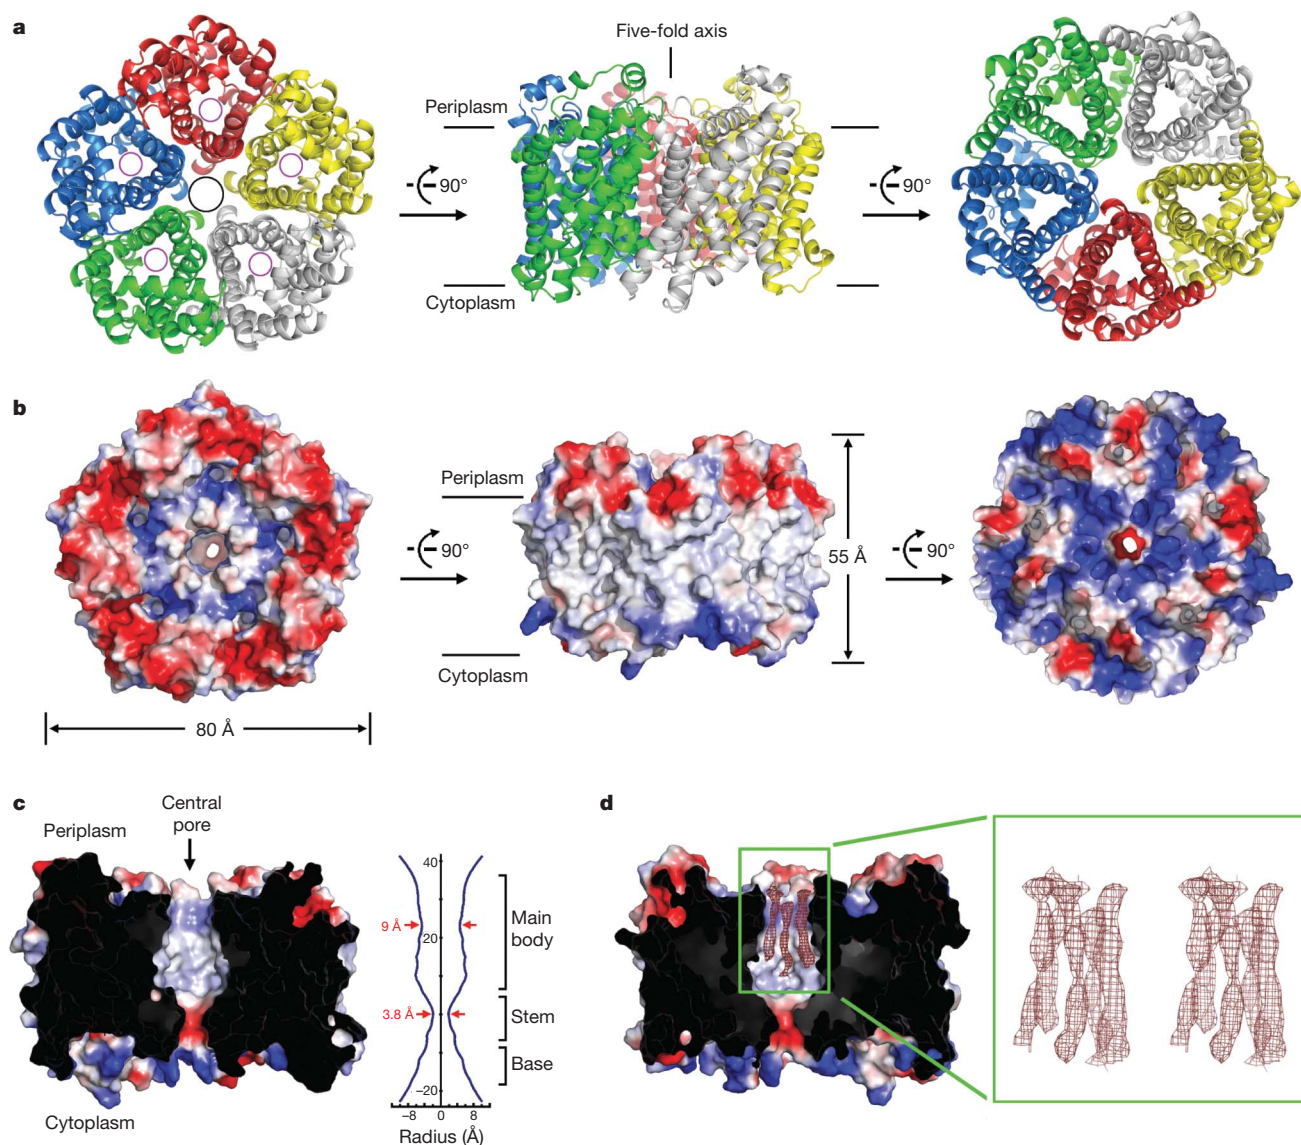 a
Five-fold axis
Periplasm
Cytoplasm
90°
90°
b
Periplasm
Cytoplasm
90°
90°
55 Å
80 Å
c
Central
pore
Periplasm
Cytoplasm
40
20
0
−20
9 Å
3.8 Å
Main
body
Stem
Base
−8 0 8
Radius (Å)
d